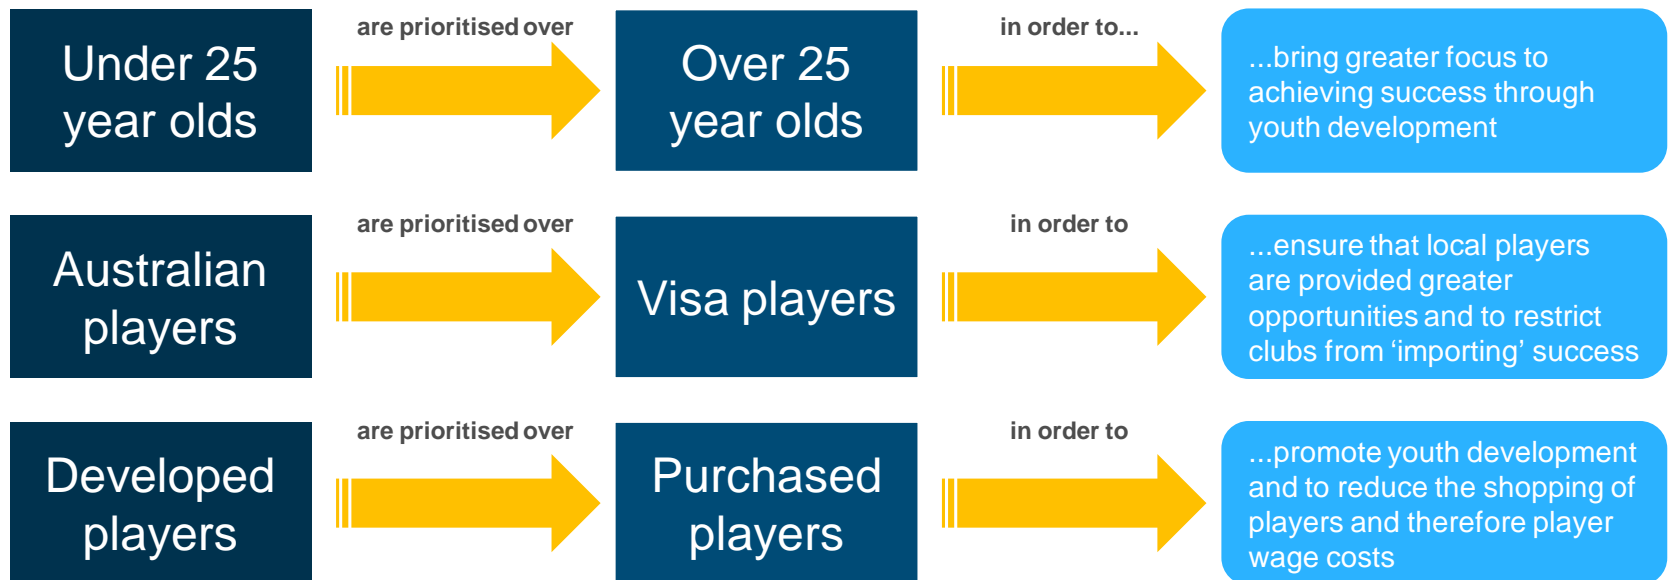 Under 25
year olds
are prioritised over
Over 25
year olds
in order to...
...bring greater focus to
achieving success through
youth development
Australian
players
are prioritised over
Visa players
in order to
...ensure that local players
are provided greater
opportunities and to restrict
clubs from ‘importing’ success
Developed
players
are prioritised over
Purchased
players
in order to
...promote youth development
and to reduce the shopping of
players and therefore player
wage costs